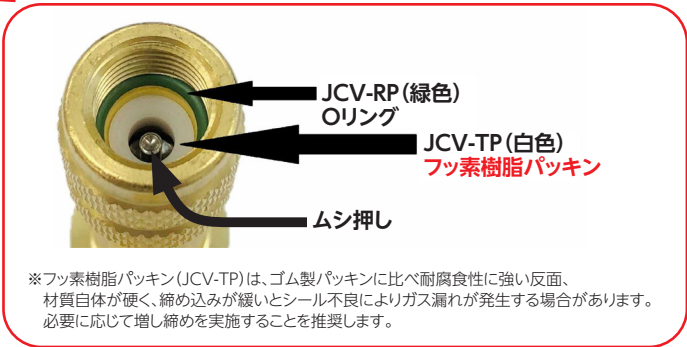 JCV-RP(緑色)
Oリング
JCV-TP(白色)
フッ素樹脂パッキン
ムシ押し
※フッ素樹脂パッキン(JCV-TP)は、ゴム製パッキンに比べ耐腐食性に強い反面、
材質自体が硬く、締め込みが緩いとシール不良によりガス漏れが発生する場合があります。
必要に応じて増し締めを実施することを推奨します。